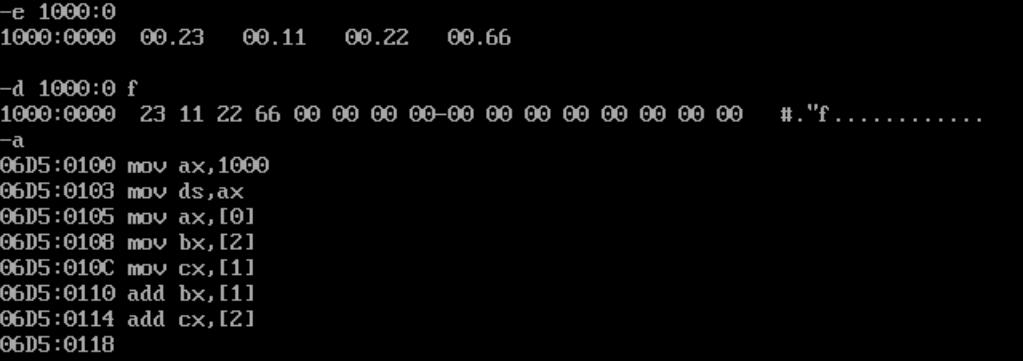 -e 1000:0
1000:0000  00.23   00.11   00.22   00.66
-d 1000:0 f
1000:0000  23 11 22 66 00 00 00 00-00 00 00 00 00 00 00 00   #."f............
-a
06D5:0100 mov ax,1000
06D5:0103 mov ds,ax
06D5:0105 mov ax,[0]
06D5:0108 mov bx,[2]
06D5:010C mov cx,[1]
06D5:0110 add bx,[1]
06D5:0114 add cx,[2]
06D5:0118